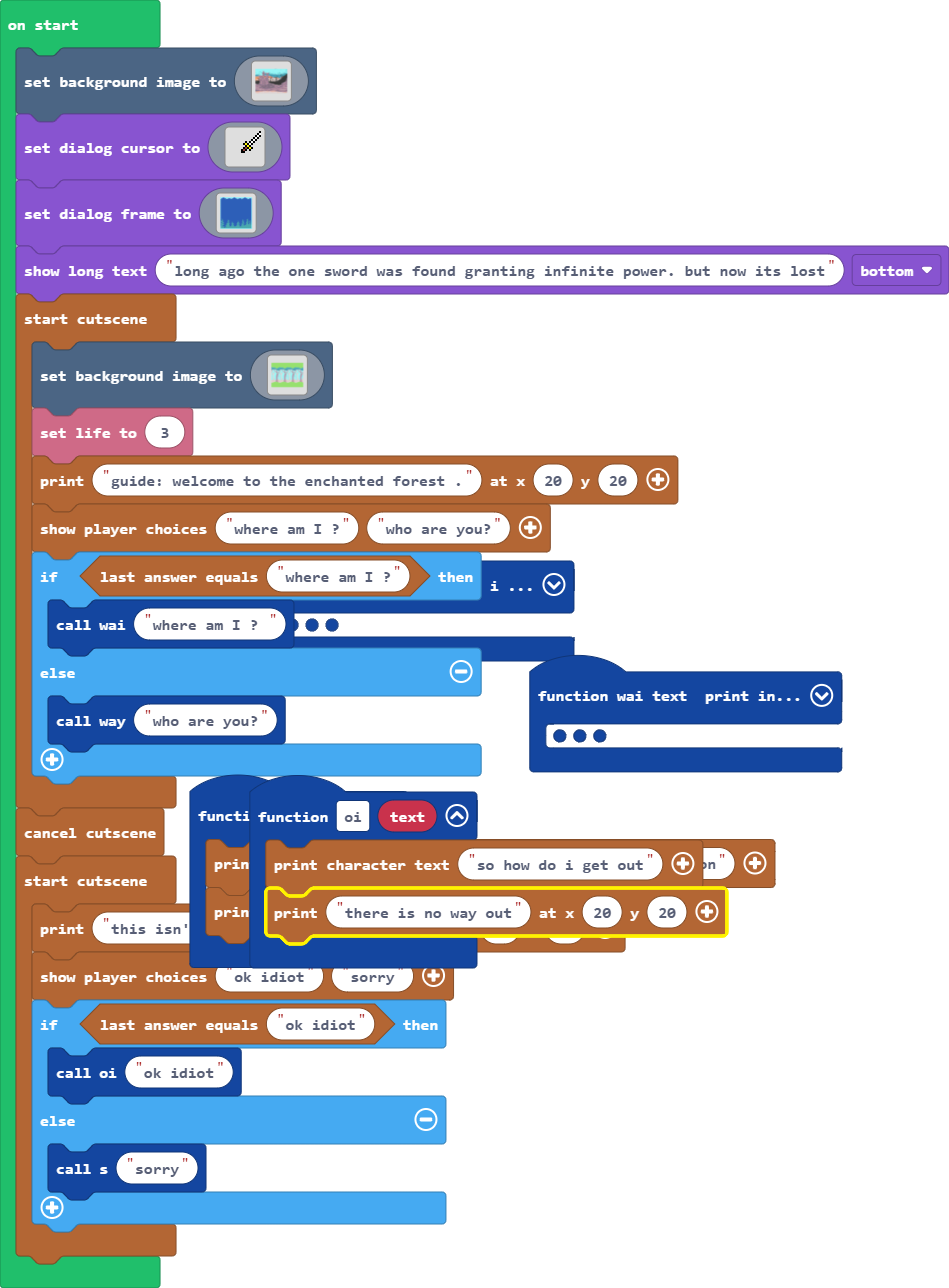 on start
set background image to
set dialog cursor to
set dialog frame to
show long text "long ago the one sword was found granting infinite power. but now its lost" bottom
start cutscene
set background image to
set life to 3
print "guide: welcome to the enchanted forest ." at x 20 y 20
show player choices "where am I ?" "who are you?"
if last answer equals "where am I ?" then i ...
call wai "where am I ? "
else
function wai text print in...
call way "who are you?"
functi function oi text
cancel cutscene
prin print character text "so how do i get out" on"
start cutscene
prin print "there is no way out" at x 20 y 20
print "this isn'
show player choices "ok idiot" "sorry"
if last answer equals "ok idiot" then
call oi "ok idiot"
else
call s "sorry"